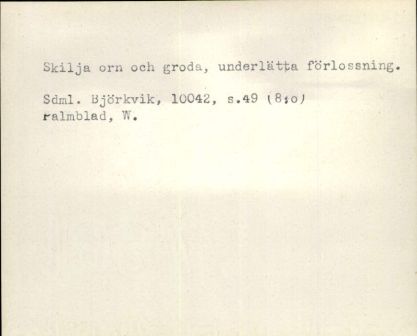 Skilja orn och groda, underlätta förlossning.
Sdml. Björkvik, 10042, s.49 (8:o)
Palmblad, W.